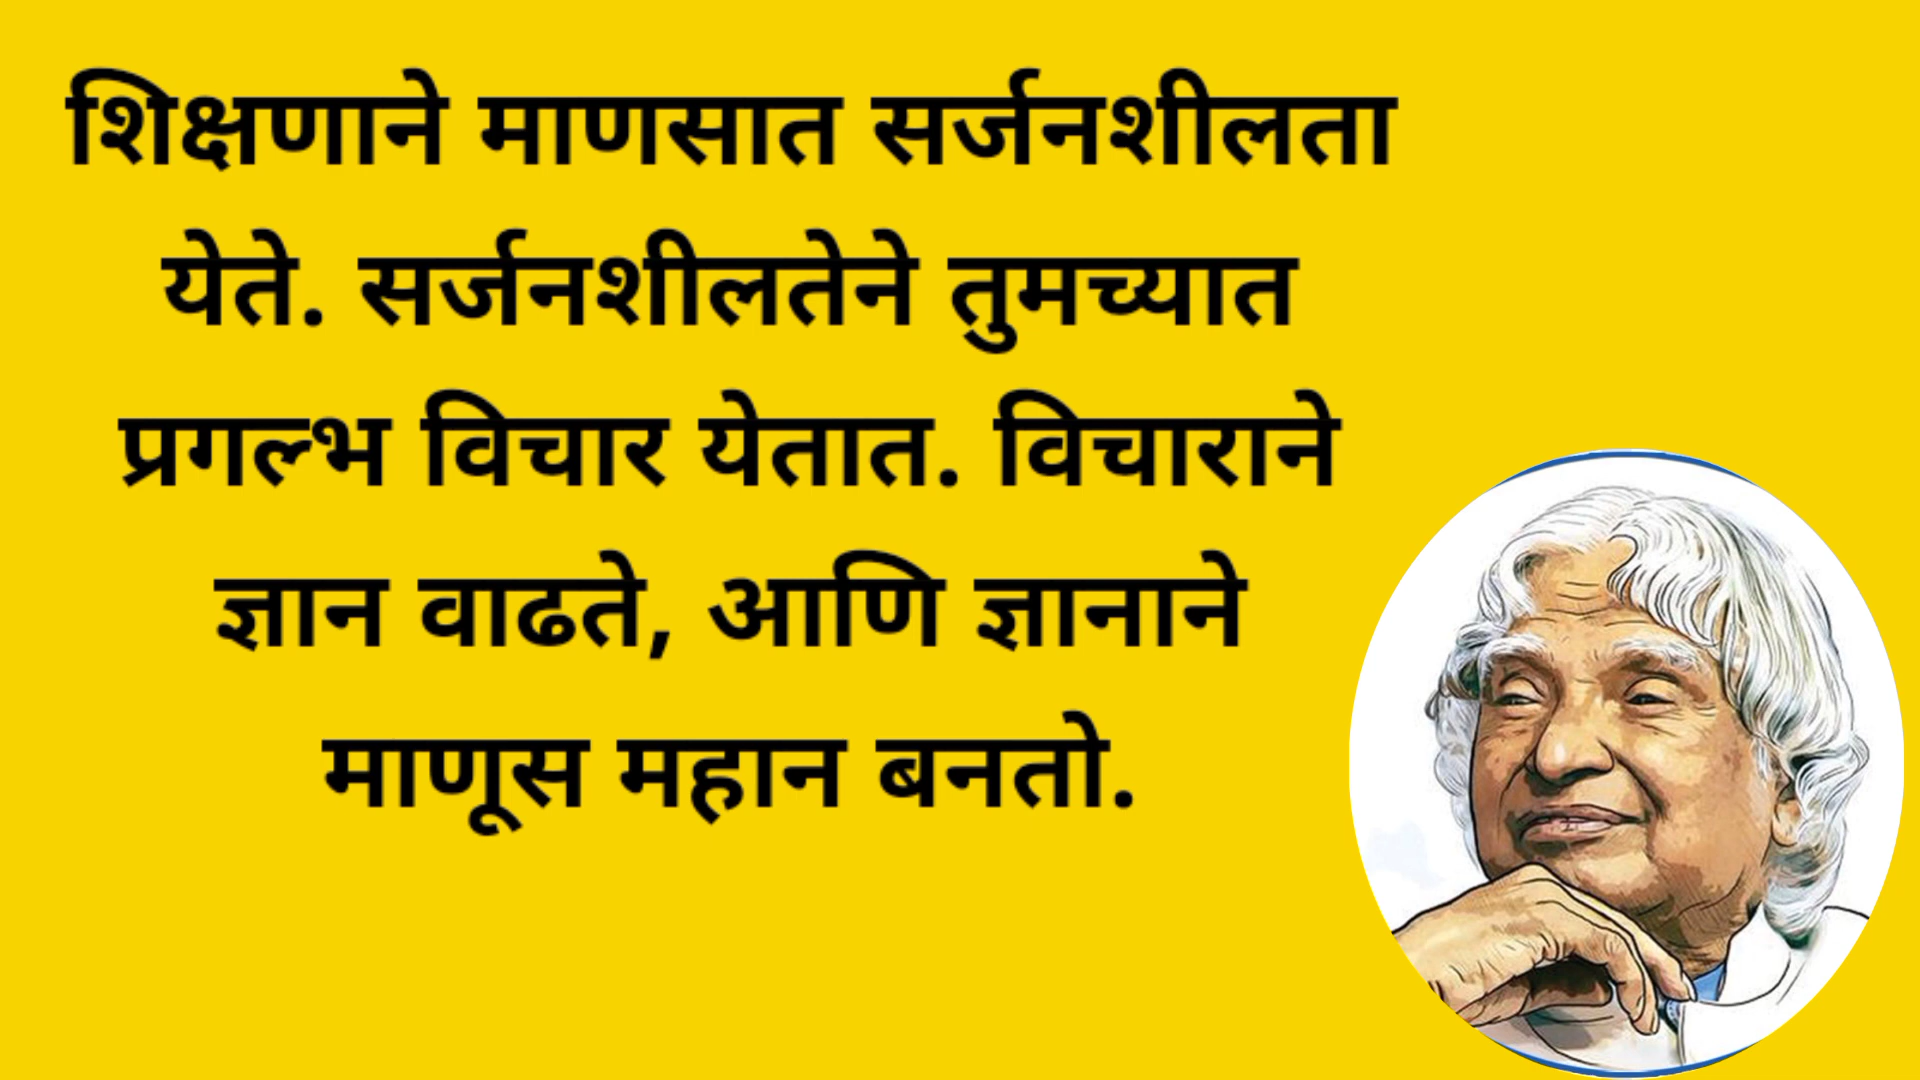 शिक्षणाने माणसात सर्जनशीलता
येते. सर्जनशीलतेने तुमच्यात
प्रगल्भ विचार येतात. विचाराने
ज्ञान वाढते, आणि ज्ञानाने
माणूस महान बनतो.